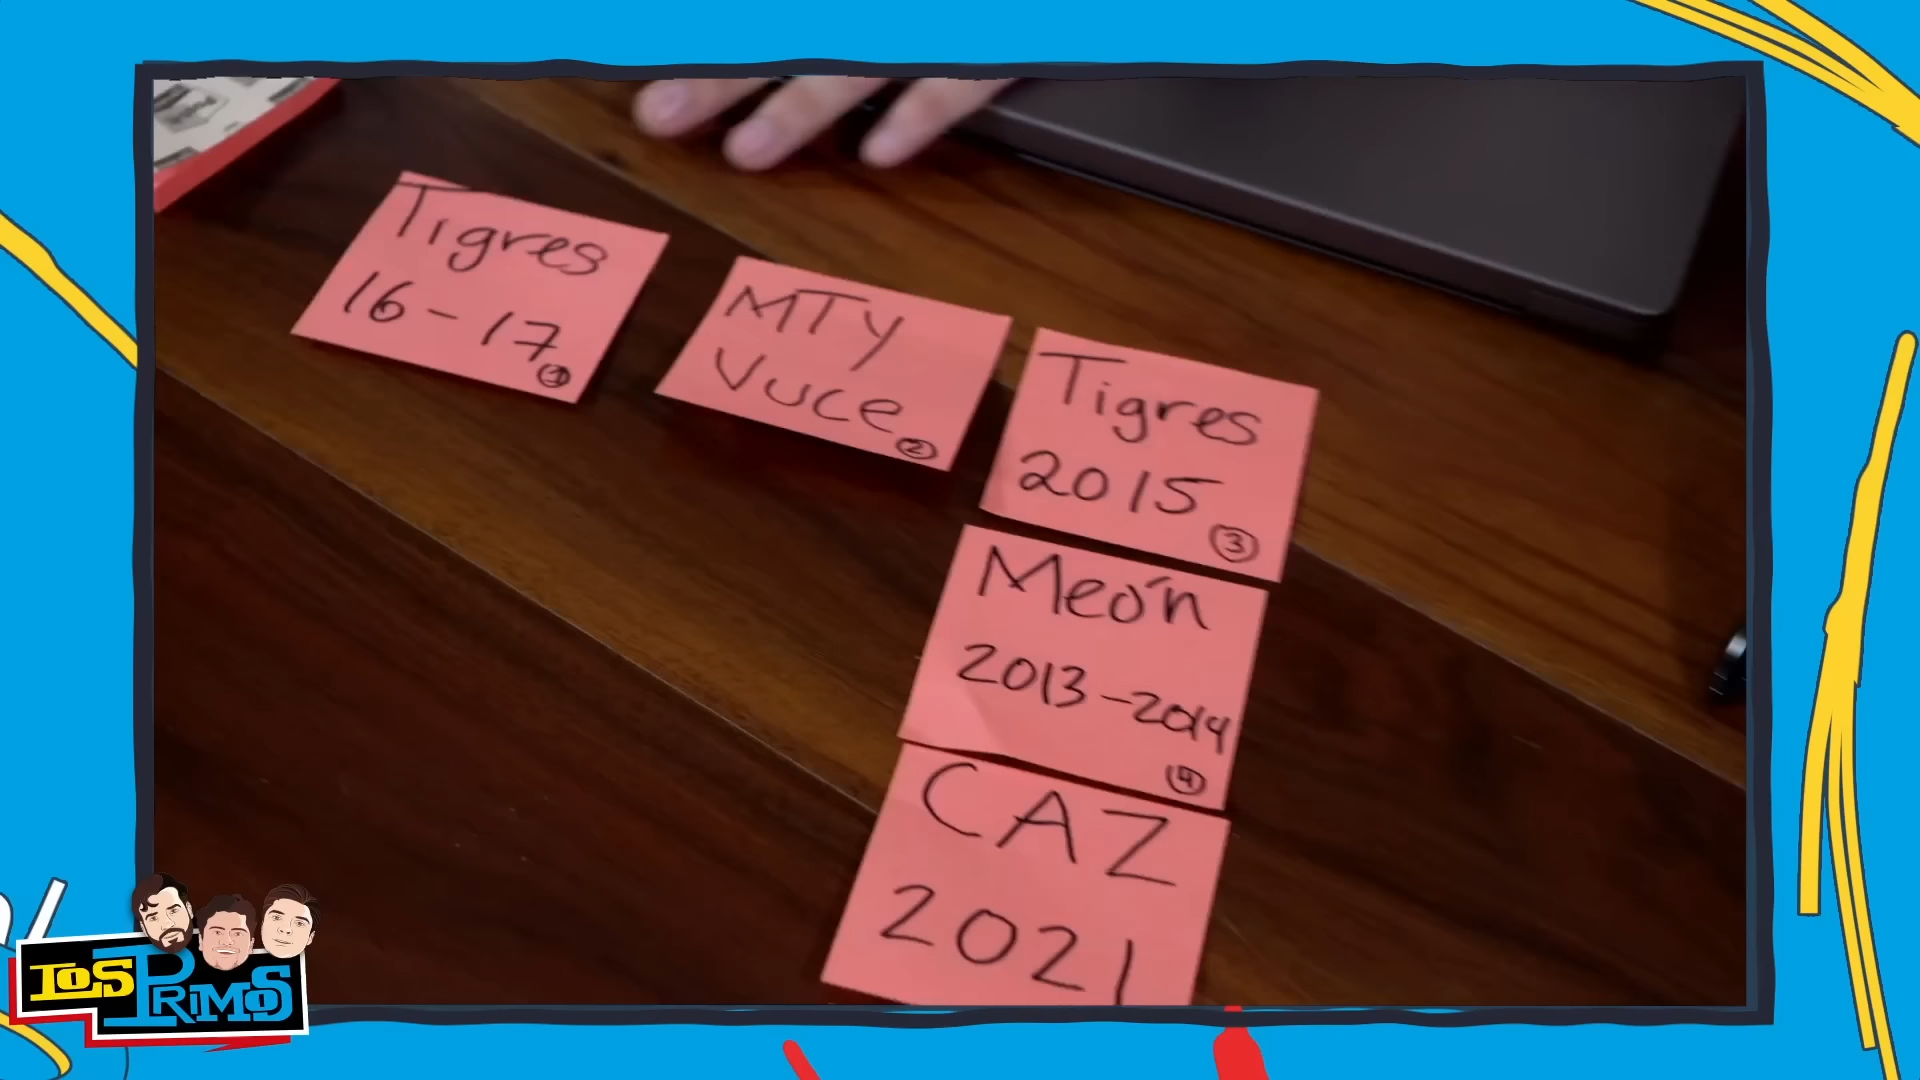 Tigres
16-17
1
MTY
Vuce
2
Tigres
2015
3
Meón
2013-2014
4
CAZ
2021
LOS
PRIMOS